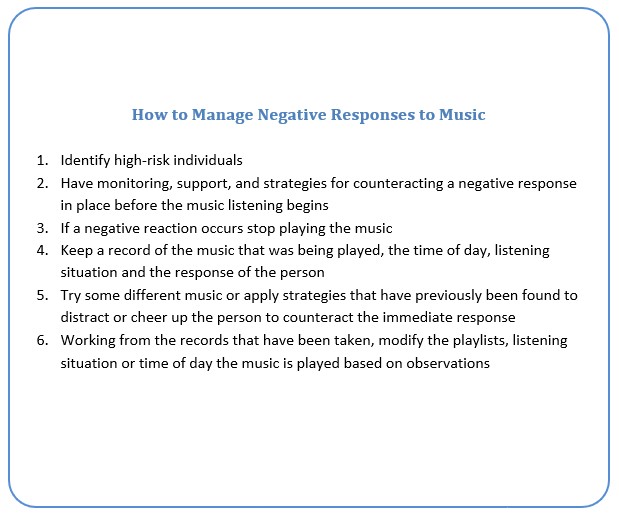 How to Manage Negative Responses to Music
1. Identify high-risk individuals
2. Have monitoring, support, and strategies for counteracting a negative response
in place before the music listening begins
3. If a negative reaction occurs stop playing the music
4. Keep a record of the music that was being played, the time of day, listening
situation and the response of the person
5. Try some different music or apply strategies that have previously been found to
distract or cheer up the person to counteract the immediate response
6. Working from the records that have been taken, modify the playlists, listening
situation or time of day the music is played based on observations